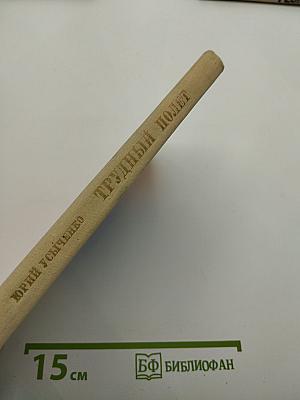 ЮРИЙ УСЫЧЕНКО ТРУДНЫЙ ПОЛЕТ
15 см БФ БИБЛИОФАН